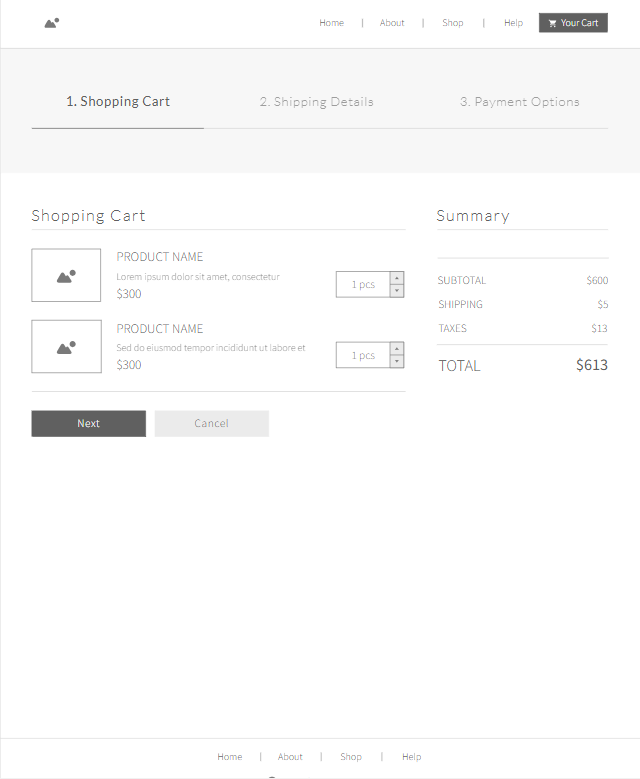 Home | About | Shop | Help Your Cart
1. Shopping Cart 2. Shipping Details 3. Payment Options
Shopping Cart
PRODUCT NAME
Lorem ipsum dolor sit amet, consectetur
$300
1 pcs
PRODUCT NAME
Sed do eiusmod tempor incididunt ut labore et
$300
1 pcs
Next Cancel
Summary
SUBTOTAL $600
SHIPPING $5
TAXES $13
TOTAL $613
Home | About | Shop | Help